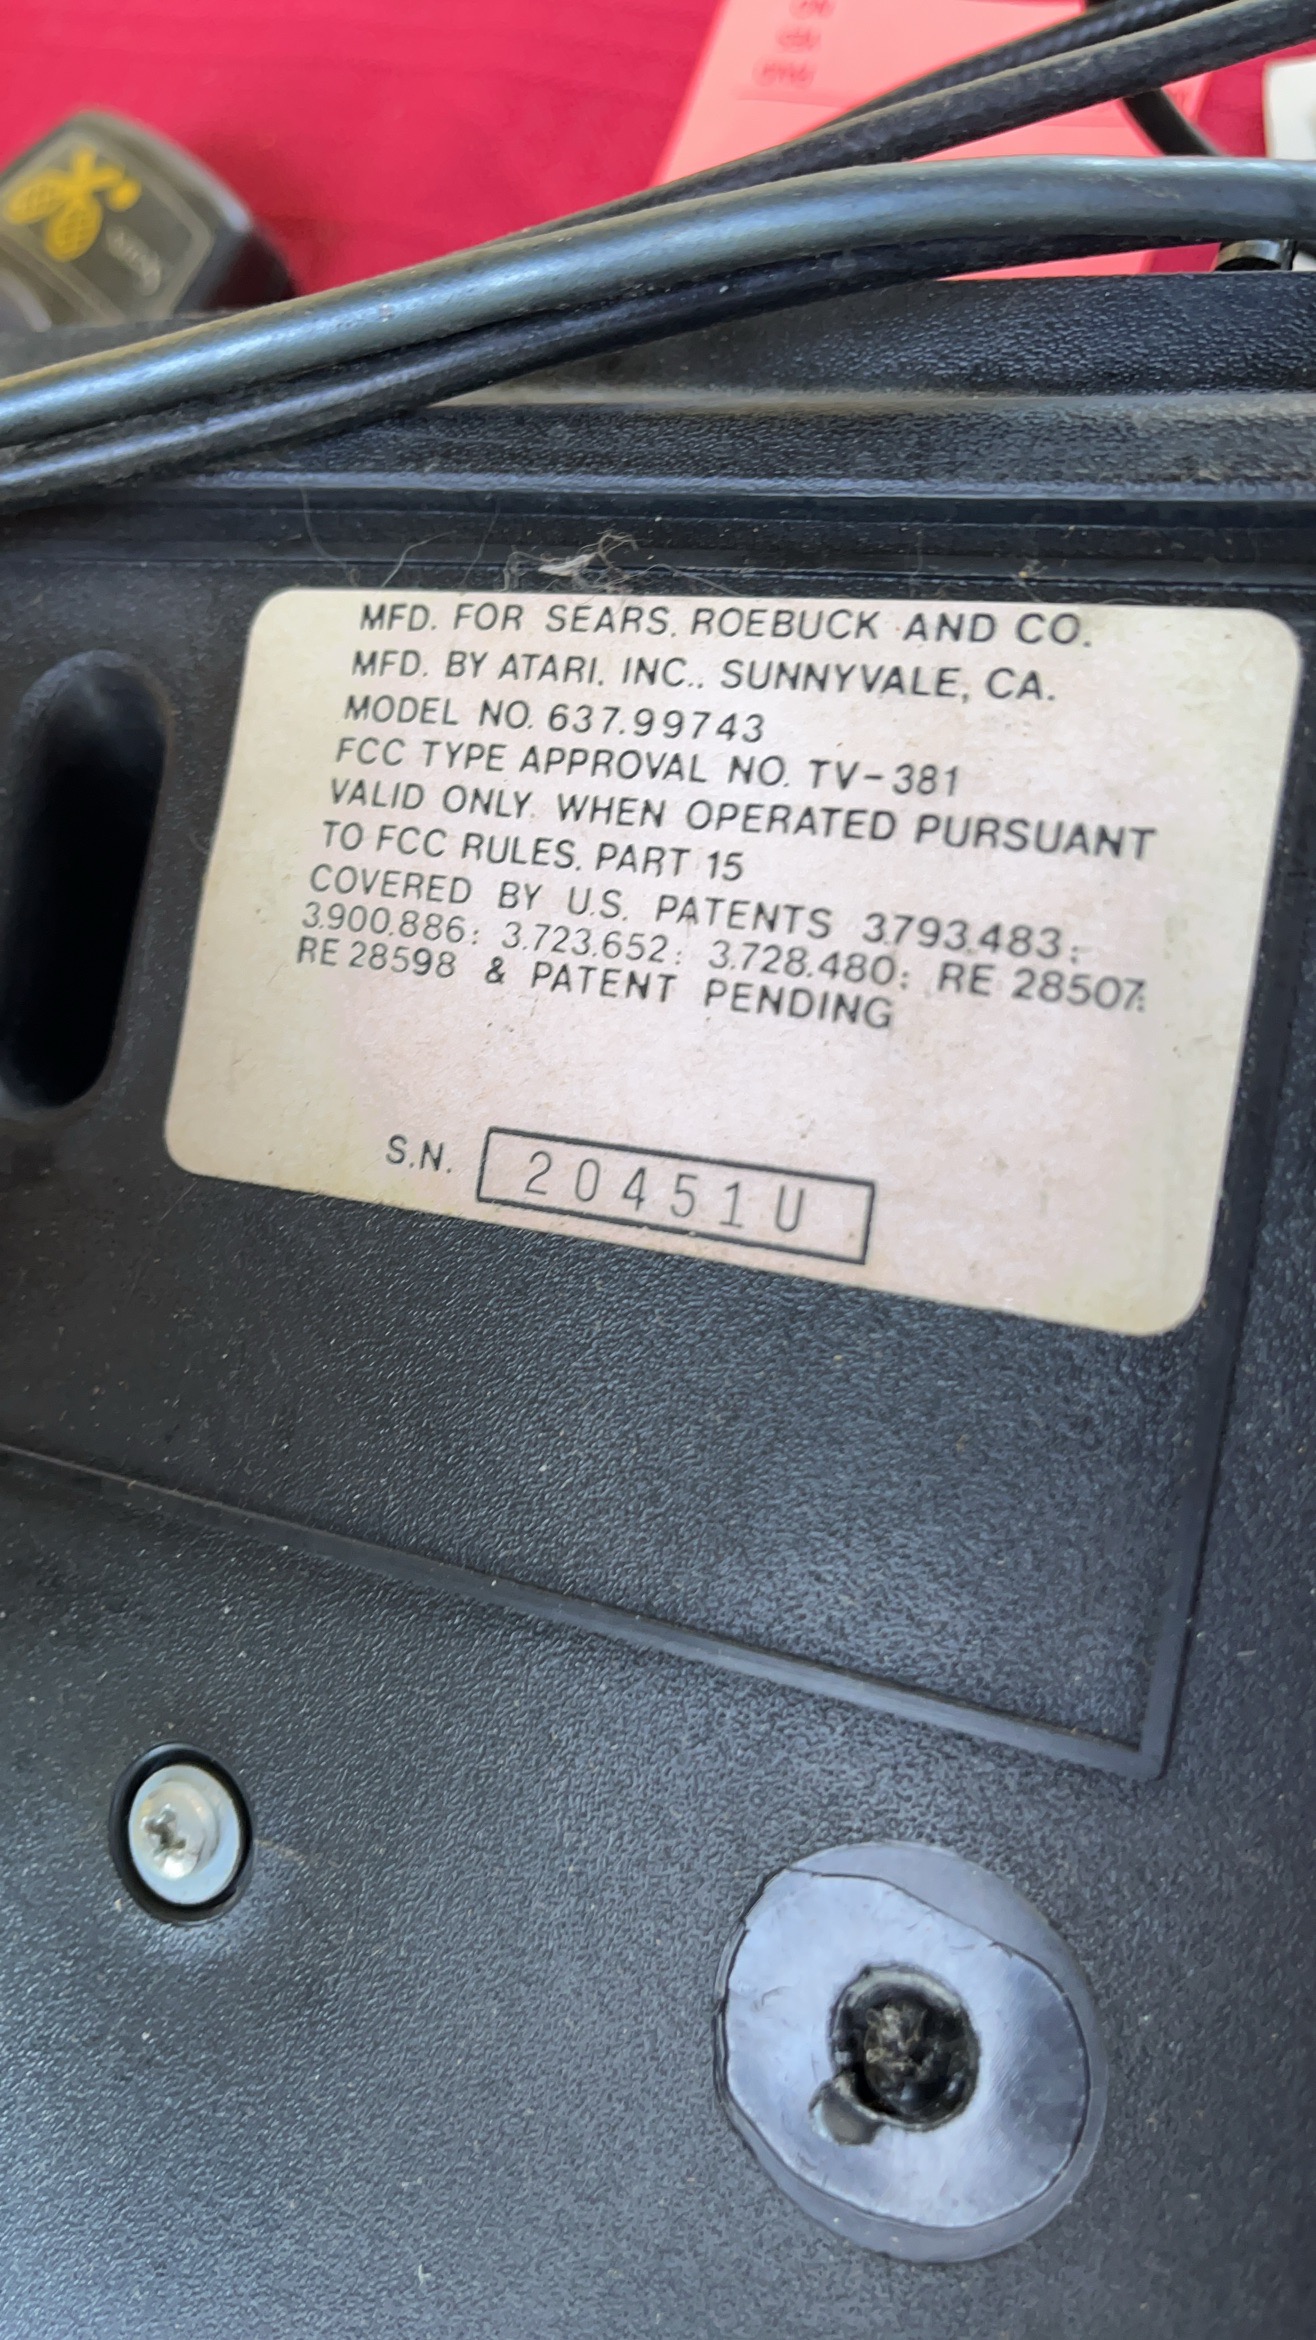 MFD. FOR SEARS, ROEBUCK AND CO.
MFD. BY ATARI, INC., SUNNYVALE, CA.
MODEL NO. 637.99743
FCC TYPE APPROVAL NO. TV-381
VALID ONLY WHEN OPERATED PURSUANT
TO FCC RULES, PART 15
COVERED BY U.S. PATENTS 3,793,483;
3,900,886; 3,723,652; 3,728,480; RE 28507;
RE 28598 & PATENT PENDING
S.N. 20451U